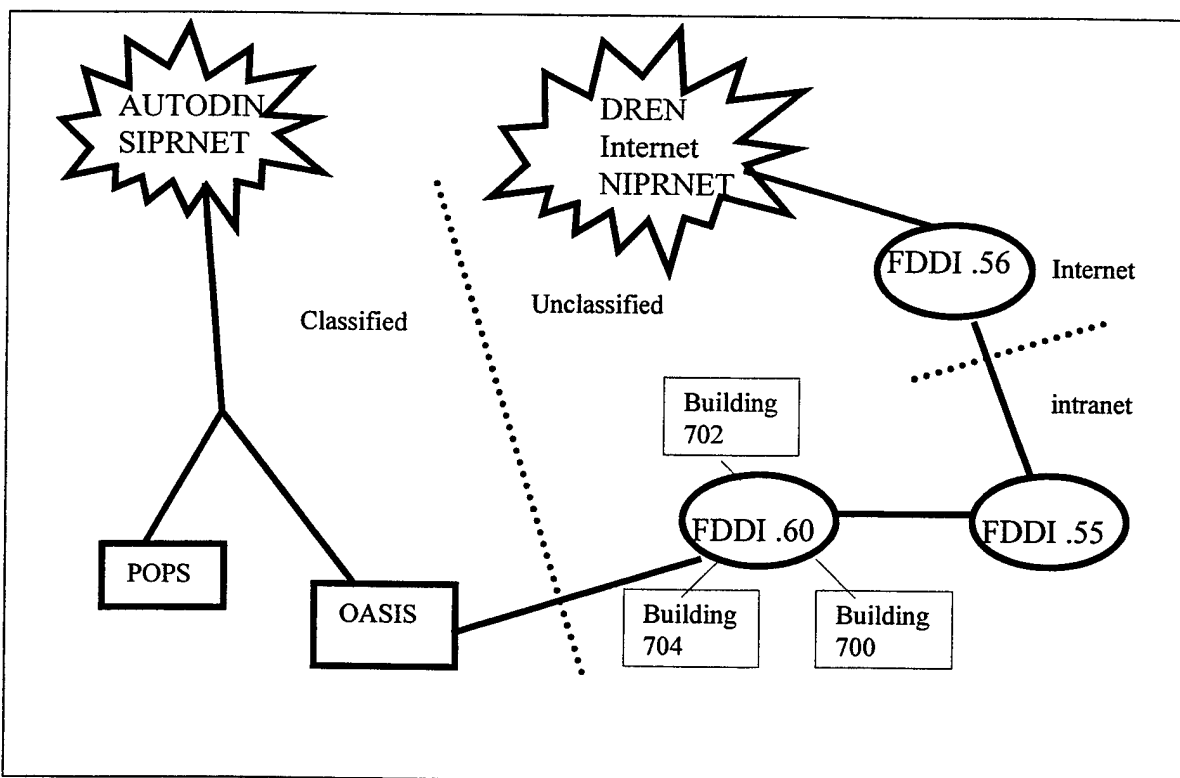 AUTODIN
SIPRNET
DREN
Internet
NIPRNET
FDDI .56
Internet
Classified
Unclassified
intranet
Building
702
FDDI .60
FDDI .55
POPS
OASIS
Building
704
Building
700